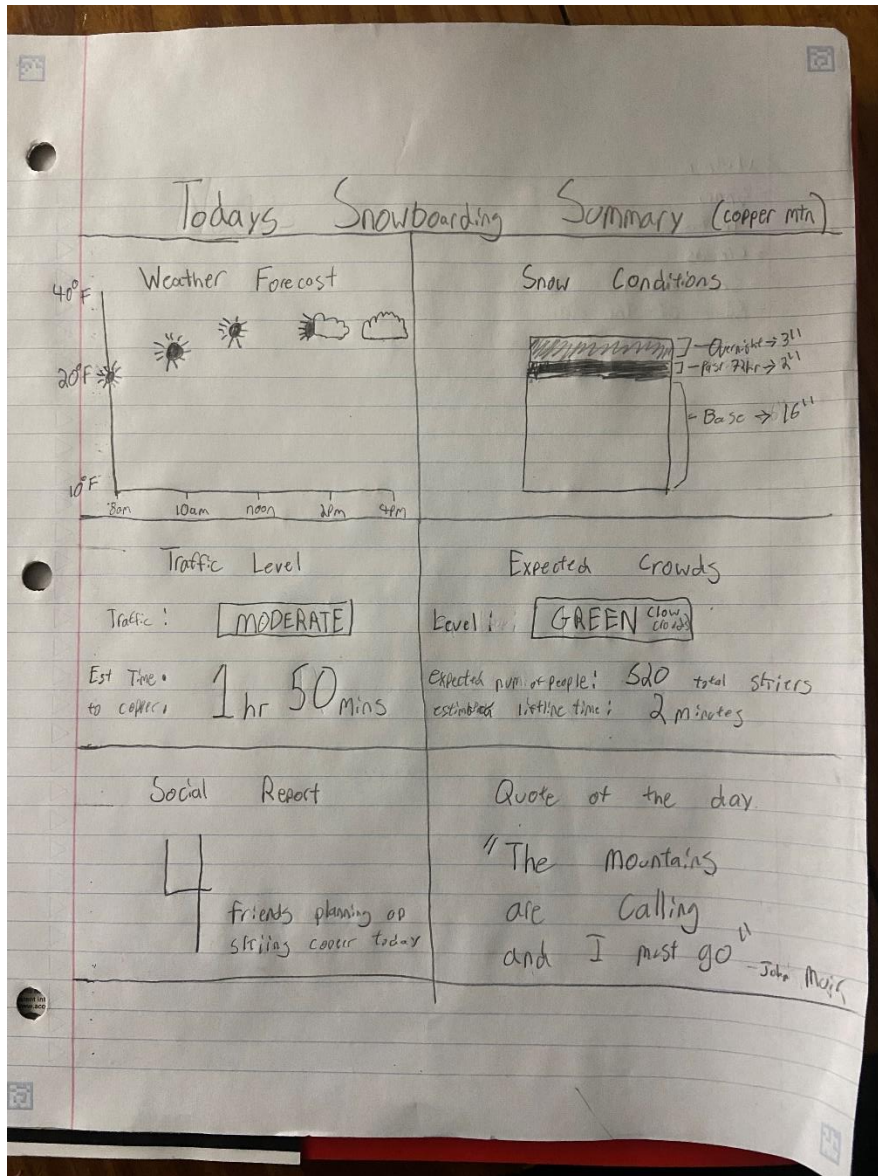 Todays Snowboarding Summary (copper mtn)
Weather Forecast
40°F
20°F
10°F
8am 10am noon 2pm 4pm
Snow Conditions
Overnight → 3"
Past 72hr → 2"
Base → 16"
Traffic Level
Traffic: MODERATE
Est Time
to copper:
1 hr 50 mins
Expected Crowds
Level: GREEN (low
crowds)
Expected num of people: 520 total skiiers
estimated liftline time: 2 minutes
Social Report
4
friends planning on
skiing copper today
Quote of the day
"The mountains
are calling
and I must go"
- John Muir